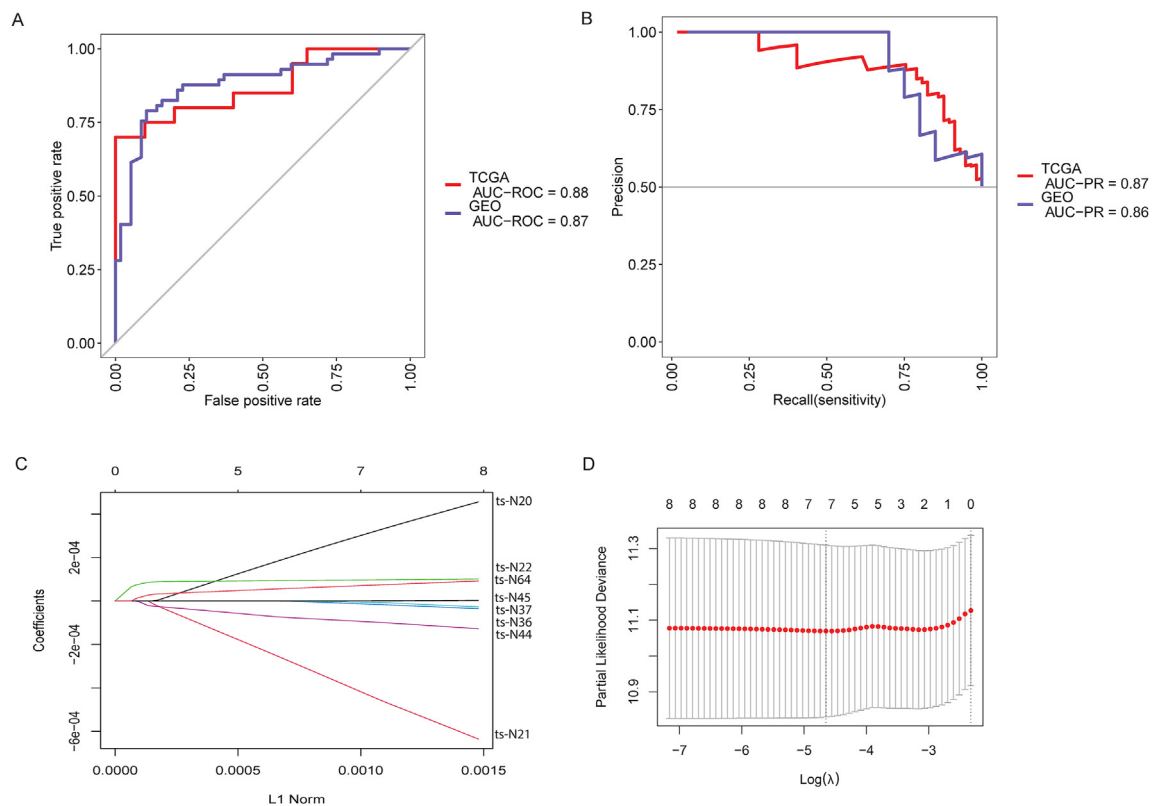 A
1.00
0.75
0.50
0.25
0.00
True positive rate
0.00
0.25
0.50
0.75
1.00
False positive rate
TCGA
AUC−ROC = 0.88
GEO
AUC−ROC = 0.87
B
1.00
0.75
0.50
0.25
0.00
Precision
0.00
0.25
0.50
0.75
1.00
Recall(sensitivity)
TCGA
AUC−PR = 0.87
GEO
AUC−PR = 0.86
C
0 5 7 8
2e−04
−2e−04
−6e−04
Coefficients
ts-N20
ts-N22
ts-N64
ts-N45
ts-N37
ts-N36
ts-N44
ts-N21
0.0000 0.0005 0.0010 0.0015
L1 Norm
D
8 8 8 8 8 8 7 7 5 5 3 2 1 0
11.3
11.1
10.9
Partial Likelihood Deviance
−7 −6 −5 −4 −3
Log(λ)